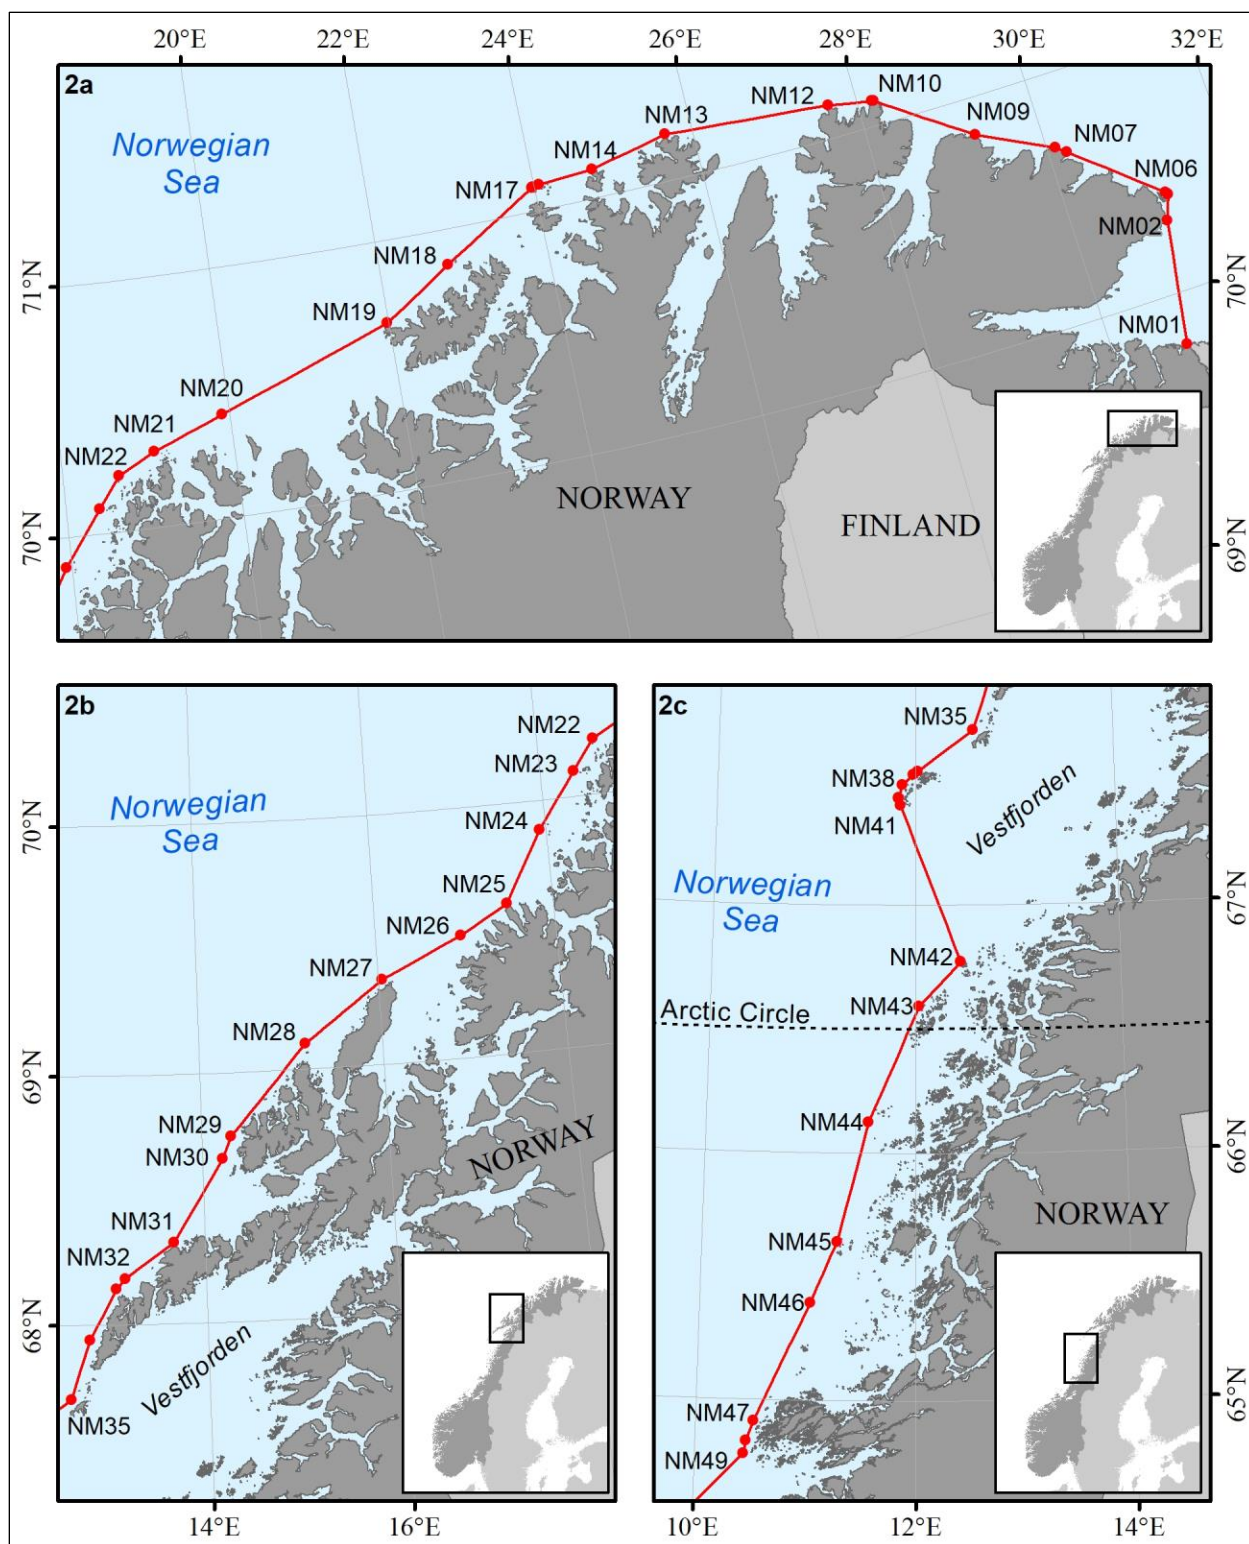 20°E 22°E 24°E 26°E 28°E 30°E 32°E
2a
NM10
NM12
NM13
NM09
NM07
Norwegian
Sea
NM14
NM06
NM17
NM02
NM18
71°N
70°N
NM19
NM01
NM20
NM21
NM22
NORWAY
FINLAND
70°N
69°N
2b
NM22
NM23
Norwegian
Sea
70°N
NM24
NM25
NM26
NM27
NM28
69°N
NM29
NM30
NORWAY
NM31
NM32
68°N
Vestfjorden
NM35
14°E 16°E
2c
NM35
NM38
Vestfjorden
NM41
Norwegian
Sea
67°N
NM42
NM43
Arctic Circle
NM44
66°N
NORWAY
NM45
NM46
65°N
NM47
NM49
10°E 12°E 14°E